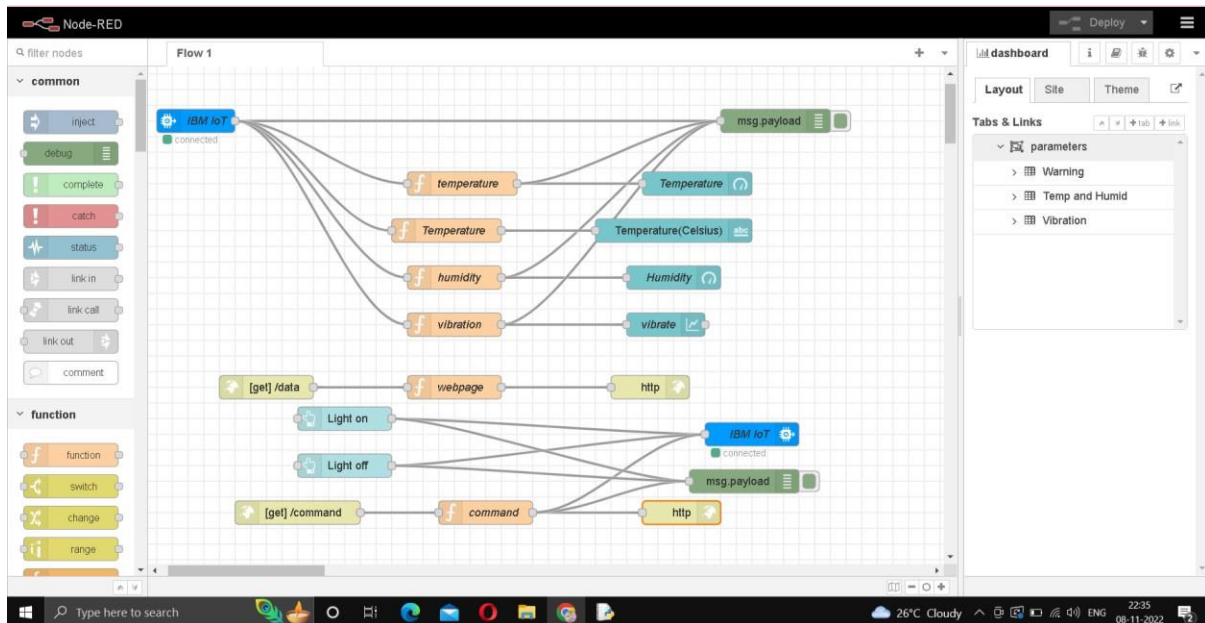 Node-RED
Deploy
filter nodes
Flow 1
dashboard
i
common
inject
debug
complete
catch
status
link in
link call
link out
comment
function
function
switch
change
range
IBM IoT
connected
msg.payload
temperature
Temperature
Temperature
Temperature(Celsius)
abc
humidity
Humidity
vibration
vibrate
[get] /data
webpage
http
Light on
Light off
IBM IoT
connected
msg.payload
[get] /command
command
http
Layout
Site
Theme
Tabs & Links
+ tab
+ link
parameters
Warning
Temp and Humid
Vibration
Type here to search
26°C Cloudy
ENG
22:35
08-11-2022
2